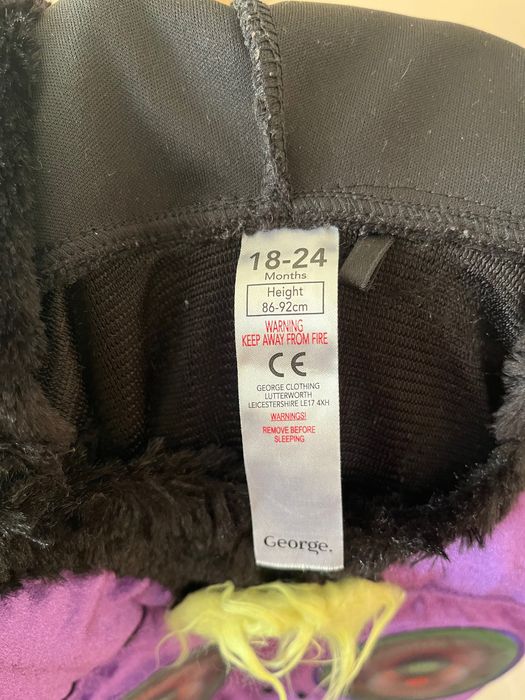 18-24
Months
Height
86-92cm
WARNING
KEEP AWAY FROM FIRE
CE
GEORGE CLOTHING
LUTTERWORTH
LEICESTERSHIRE LE17 4XH
WARNINGS!
REMOVE BEFORE
SLEEPING
George.